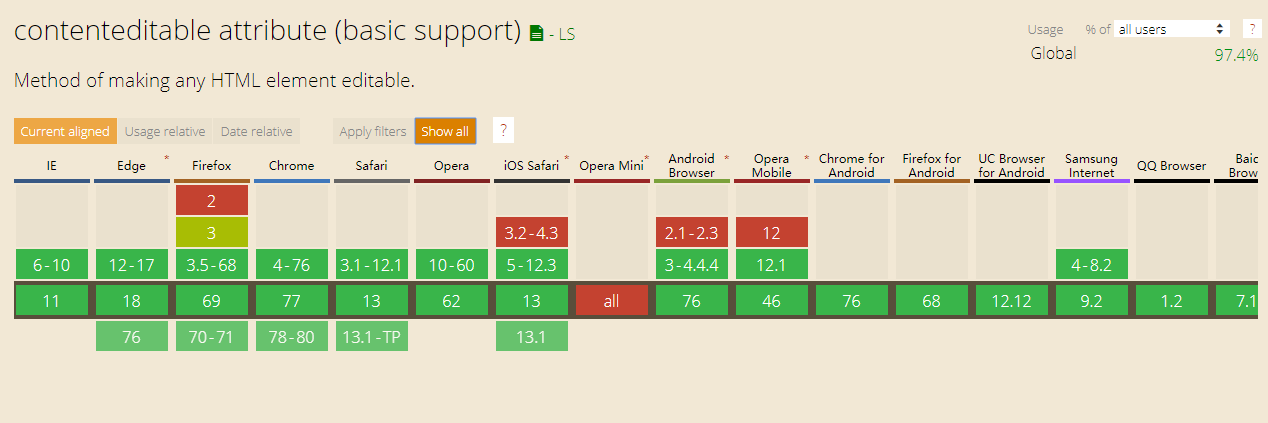 contenteditable attribute (basic support) - LS
Usage % of all users ?
Global 97.4%
Method of making any HTML element editable.
Current aligned Usage relative Date relative Apply filters Show all ?
IE Edge * Firefox Chrome Safari Opera iOS Safari * Opera Mini * Android Browser * Opera Mobile * Chrome for Android Firefox for Android UC Browser for Android Samsung Internet QQ Browser
2
3 3.2-4.3 2.1-2.3 12
6-10 12-17 3.5-68 4-76 3.1-12.1 10-60 5-12.3 3-4.4.4 12.1 4-8.2
11 18 69 77 13 62 13 all 76 46 76 68 12.12 9.2 1.2 7.1
76 70-71 78-80 13.1-TP 13.1